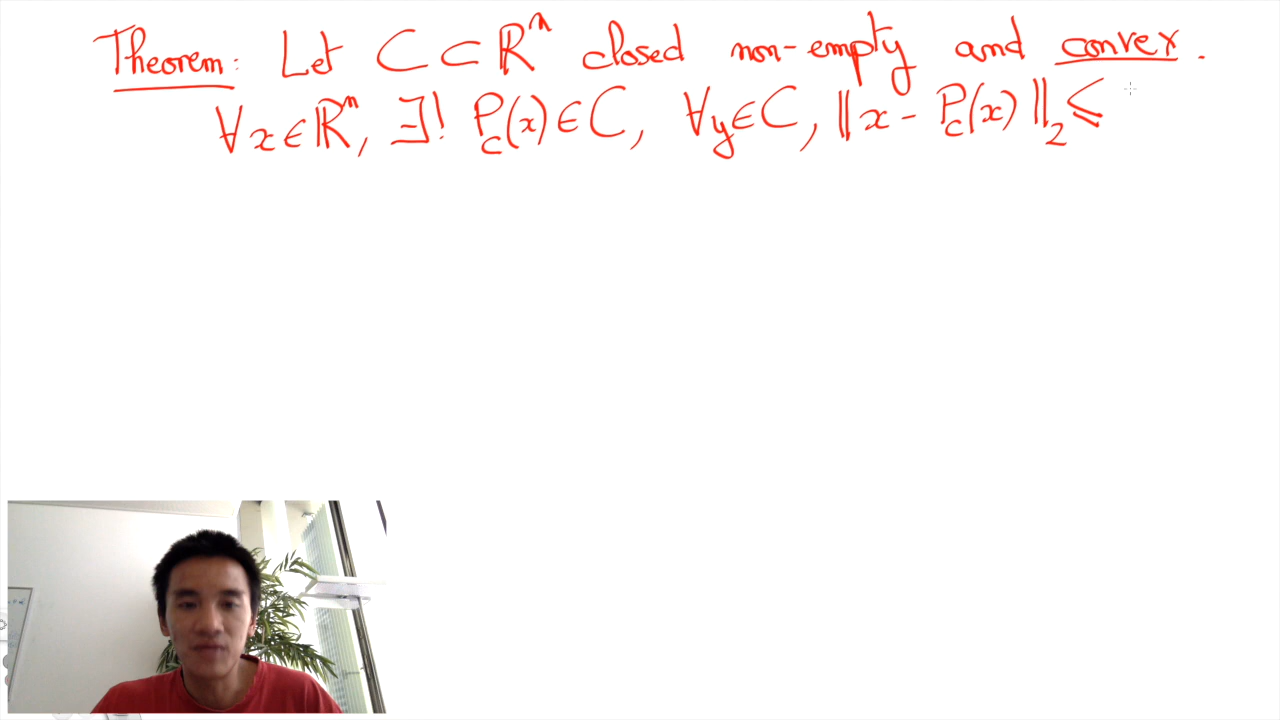 Theorem: Let C ⊂ ℝⁿ closed non-empty and convex.
∀x∈ℝⁿ, ∃! P_C(x)∈C, ∀y∈C, ‖x - P_C(x)‖₂ ≤